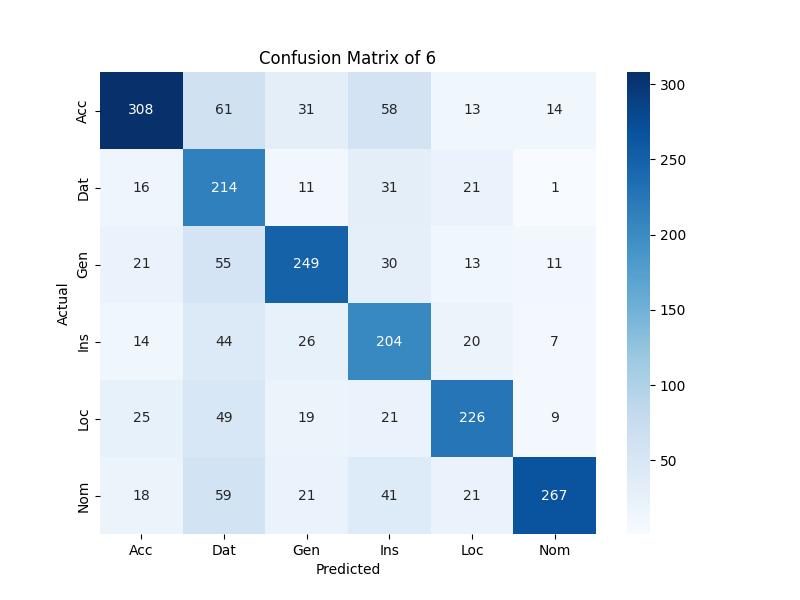 Confusion Matrix of 6
Acc 308 61 31 58 13 14
Dat 16 214 11 31 21 1
Gen 21 55 249 30 13 11
Ins 14 44 26 204 20 7
Loc 25 49 19 21 226 9
Nom 18 59 21 41 21 267
Acc Dat Gen Ins Loc Nom
Predicted
Actual
300
250
200
150
100
50